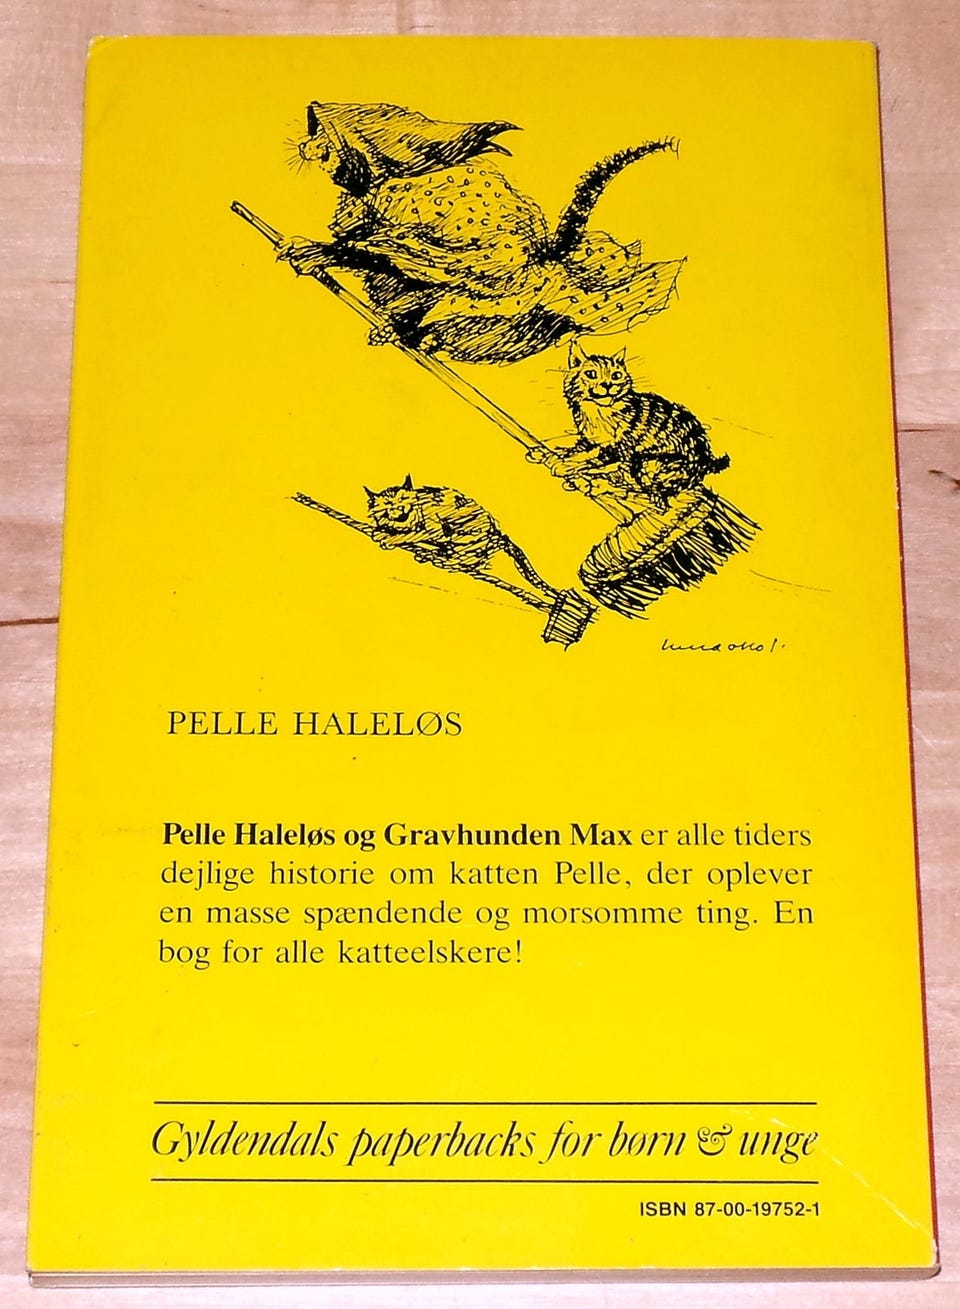 PELLE HALELØS
Pelle Haleløs og Gravhunden Max er alle tiders
dejlige historie om katten Pelle, der oplever
en masse spændende og morsomme ting. En
bog for alle katteelskere!
Gyldendals paperbacks for børn & unge
ISBN 87-00-19752-1